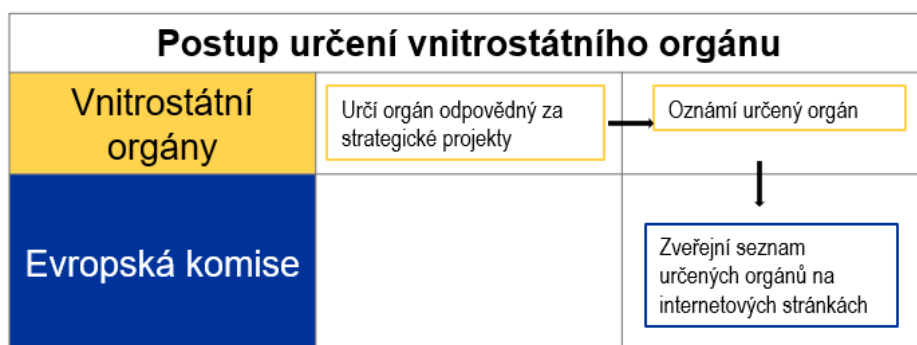 Postup určení vnitrostátního orgánu
Vnitrostátní
orgány
Určí orgán odpovědný za
strategické projekty
Oznámí určený orgán
Evropská komise
Zveřejní seznam
určených orgánů na
internetových stránkách